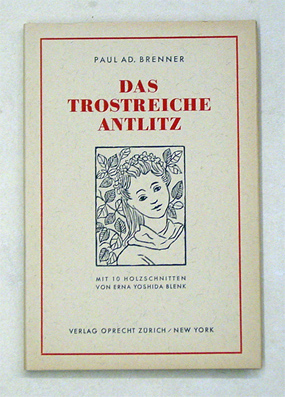 PAUL AD. BRENNER
DAS
TROSTREICHE
ANTLITZ
MIT 10 HOLZSCHNITTEN
VON ERNA YOSHIDA BLENK
VERLAG OPRECHT ZÜRICH / NEW YORK